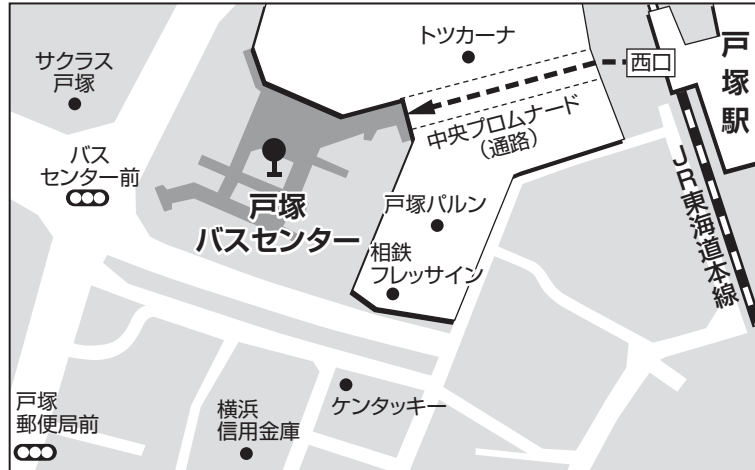 トツカーナ
サクラス
戸塚
西口
戸塚駅
中央プロムナード
(通路)
バス
センター前
戸塚
バスセンター
戸塚パルン
相鉄
フレッサイン
JR東海道本線
ケンタッキー
横浜
信用金庫
戸塚
郵便局前